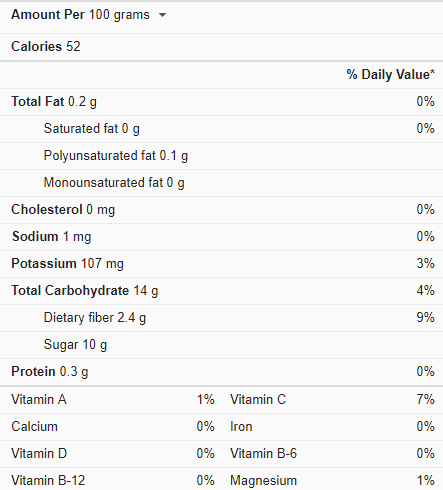 Amount Per 100 grams
Calories 52
% Daily Value*
Total Fat 0.2 g 0%
Saturated fat 0 g 0%
Polyunsaturated fat 0.1 g
Monounsaturated fat 0 g
Cholesterol 0 mg 0%
Sodium 1 mg 0%
Potassium 107 mg 3%
Total Carbohydrate 14 g 4%
Dietary fiber 2.4 g 9%
Sugar 10 g
Protein 0.3 g 0%
Vitamin A 1% Vitamin C 7%
Calcium 0% Iron 0%
Vitamin D 0% Vitamin B-6 0%
Vitamin B-12 0% Magnesium 1%